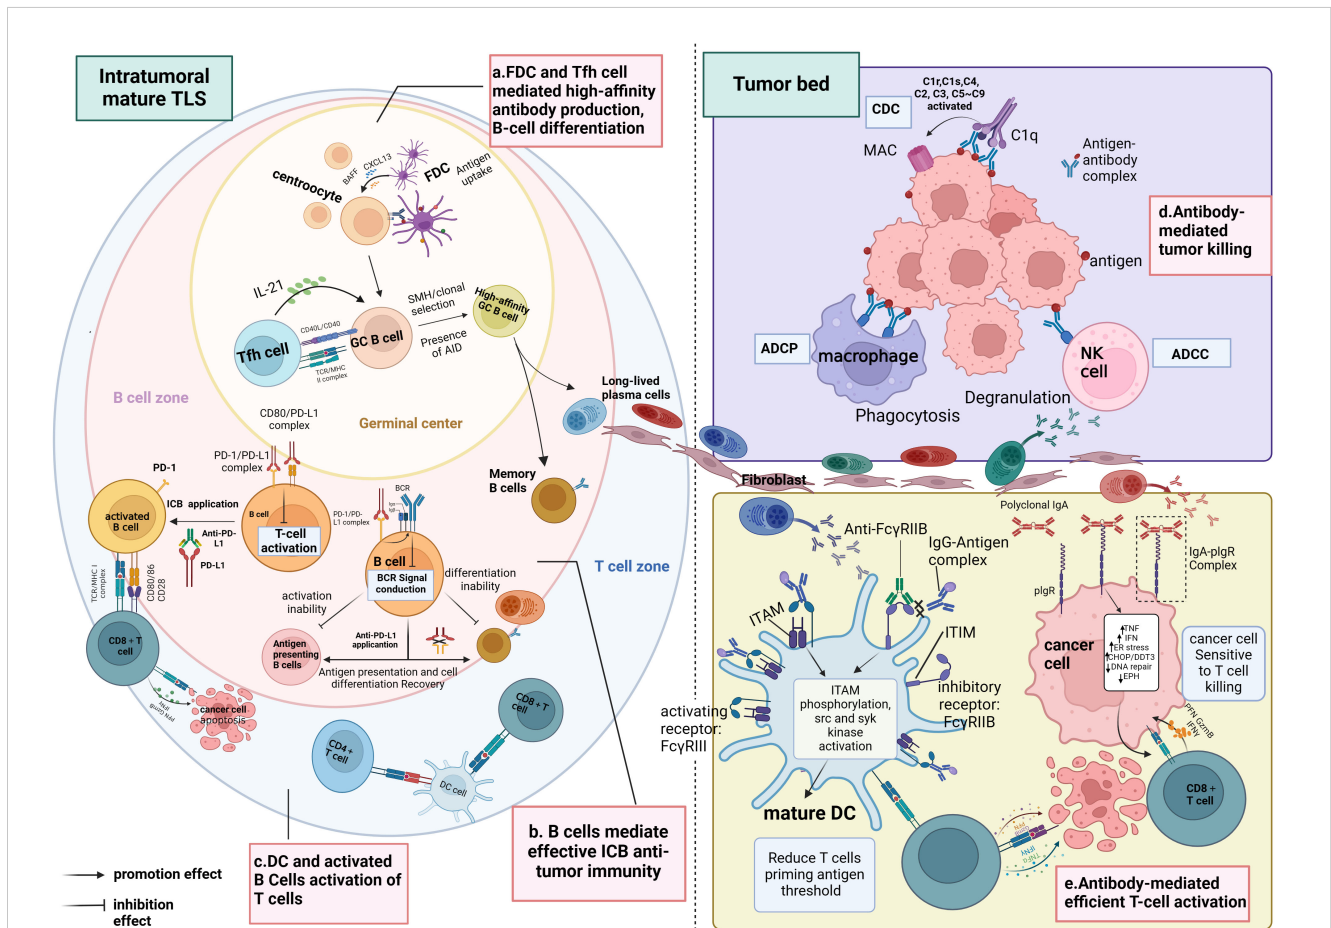 Intratumoral
mature TLS
a.FDC and Tfh cell
mediated high-affinity
antibody production,
B-cell differentiation
centroocyte
BAFF
CXCL13
FDC
Antigen
uptake
IL-21
CD40L/CD40
Tfh cell
GC B cell
TCR/MHC
II complex
SMH/clonal
selection
Presence
of AID
High-affinity
GC B cell
B cell zone
Germinal center
T cell zone
Long-lived
plasma cells
Memory
B cells
Fibroblast
CD80/PD-L1
complex
PD-1/PD-L1
complex
PD-1
ICB application
activated
B cell
Anti-PD-
L1
PD-L1
B cell
T-cell
activation
BCR
PD-1/PD-
L1 complex
B cell
BCR Signal
conduction
activation
inability
differentiation
inability
Antigen
presenting
B cells
Anti-PD-L1
applicantion
Antigen presentation and cell
differentiation Recovery
TCR/MHC I
complex
CD80/86
CD28
CD8 + T
cell
cancer cell
apoptosis
CD4+
T cell
DC cell
CD8 + T
cell
c.DC and activated
B Cells activation of
T cells
b. B cells mediate
effective ICB anti-
tumor immunity
promotion effect
inhibition
effect
Tumor bed
CDC
C1r,C1s,C4,
C2, C3, C5~C9
activated
MAC
C1q
Antigen-
antibody
complex
d.Antibody-
mediated
tumor killing
antigen
ADCP
macrophage
Phagocytosis
NK
cell
ADCC
Degranulation
Polyclonal IgA
Anti-FcγRIIB
IgG-Antigen
complex
IgA-pIgR
Complex
pIgR
ITAM
ITIM
activating
receptor:
FcγRIII
inhibitory
receptor:
FcγRIIB
ITAM
phosphorylation,
src and syk
kinase
activation
mature DC
Reduce T cells
priming antigen
threshold
cancer
cell
TNF
IFN
ER stress
CHOP/DDT3
DNA repair
EPH
cancer cell
Sensitive
to T cell
killing
PFN GzmB
IFNγ
CD8 +
T cell
e.Antibody-mediated
efficient T-cell activation